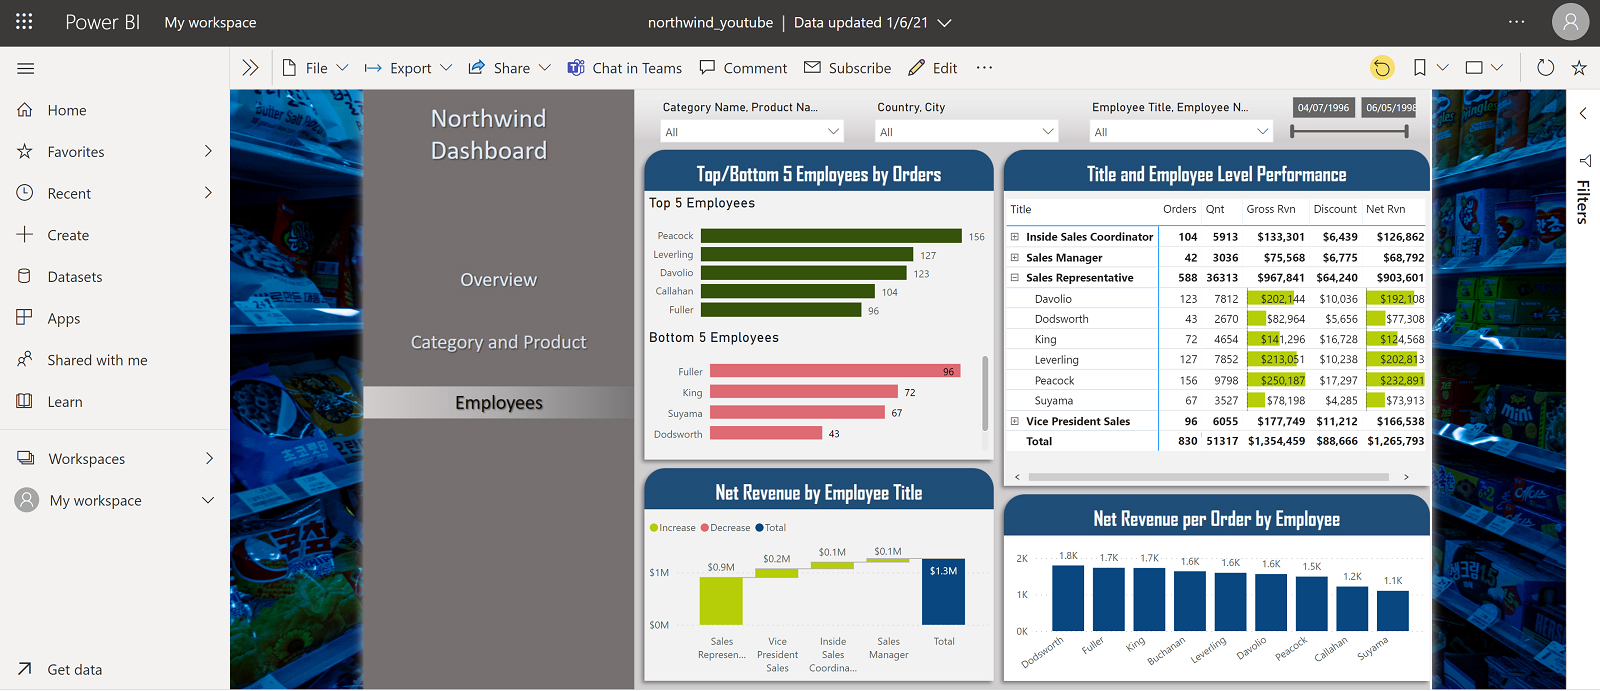 Power BI My workspace northwind_youtube | Data updated 1/6/21
File Export Share Chat in Teams Comment Subscribe Edit
Home
Favorites
Recent
Create
Datasets
Apps
Shared with me
Learn
Workspaces
My workspace
Get data
Northwind
Dashboard
Overview
Category and Product
Employees
Category Name, Product Na...
All
Country, City
All
Employee Title, Employee N...
All
04/07/1996 06/05/1998
Filters
Top/Bottom 5 Employees by Orders
Top 5 Employees
Peacock 156
Leverling 127
Davolio 123
Callahan 104
Fuller 96
Bottom 5 Employees
Fuller 96
King 72
Suyama 67
Dodsworth 43
Title and Employee Level Performance
Title Orders Qnt Gross Rvn Discount Net Rvn
Inside Sales Coordinator 104 5913 $133,301 $6,439 $126,862
Sales Manager 42 3036 $75,568 $6,775 $68,792
Sales Representative 588 36313 $967,841 $64,240 $903,601
Davolio 123 7812 $202,144 $10,036 $192,108
Dodsworth 43 2670 $82,964 $5,656 $77,308
King 72 4654 $141,296 $16,728 $124,568
Leverling 127 7852 $213,051 $10,238 $202,813
Peacock 156 9798 $250,187 $17,297 $232,891
Suyama 67 3527 $78,198 $4,285 $73,913
Vice President Sales 96 6055 $177,749 $11,212 $166,538
Total 830 51317 $1,354,459 $88,666 $1,265,793
Net Revenue by Employee Title
Increase Decrease Total
$1M
$0M
$0.9M $0.2M $0.1M $0.1M $1.3M
Sales
Represen...
Vice
President
Sales
Inside
Sales
Coordina...
Sales
Manager
Total
Net Revenue per Order by Employee
2K
1K
0K
1.8K 1.7K 1.7K 1.6K 1.6K 1.6K 1.5K 1.2K 1.1K
Dodsworth Fuller King Buchanan Leverling Davolio Peacock Callahan Suyama